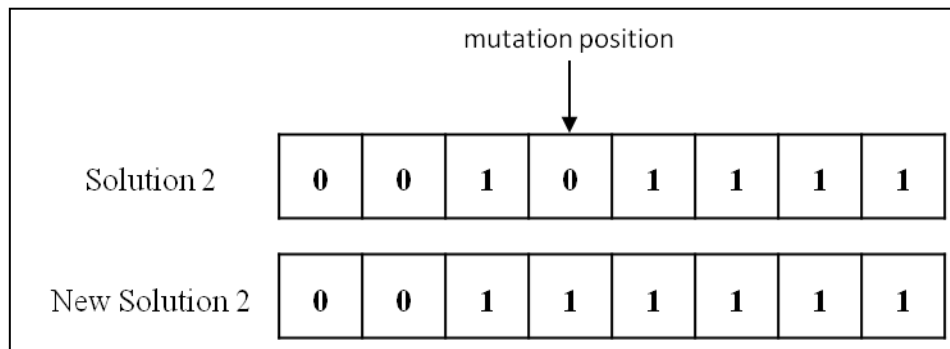 mutation position
Solution 2 0 0 1 0 1 1 1 1
New Solution 2 0 0 1 1 1 1 1 1